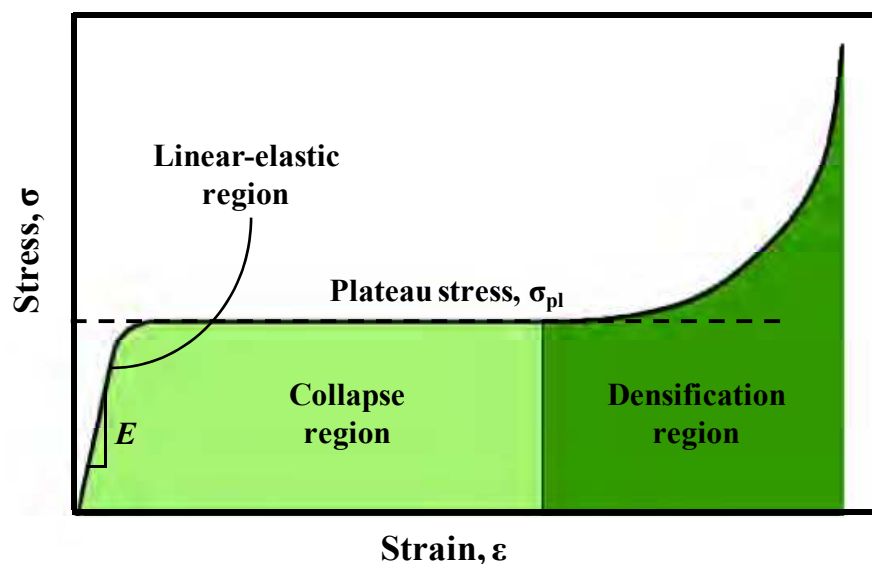 Linear-elastic
region
Stress, σ
Plateau stress, σpl
Collapse
region
Densification
region
E
Strain, ε